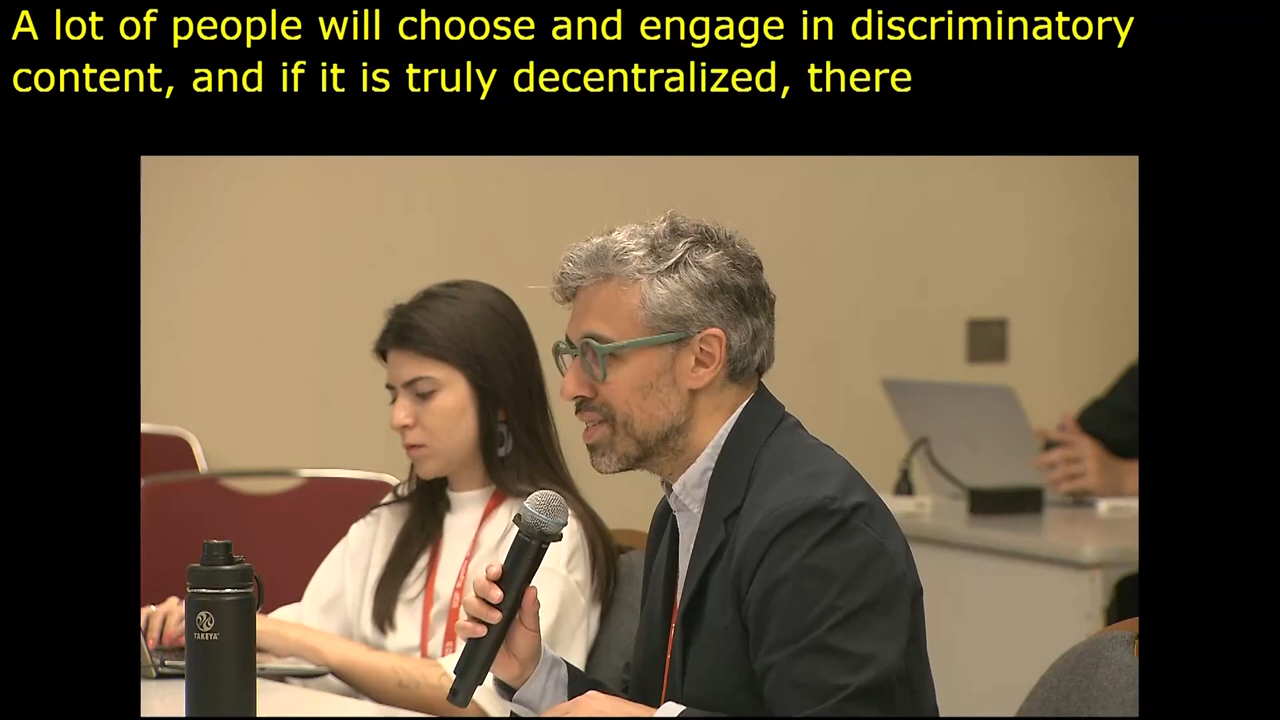 A lot of people will choose and engage in discriminatory
content, and if it is truly decentralized, there
TAKEYA